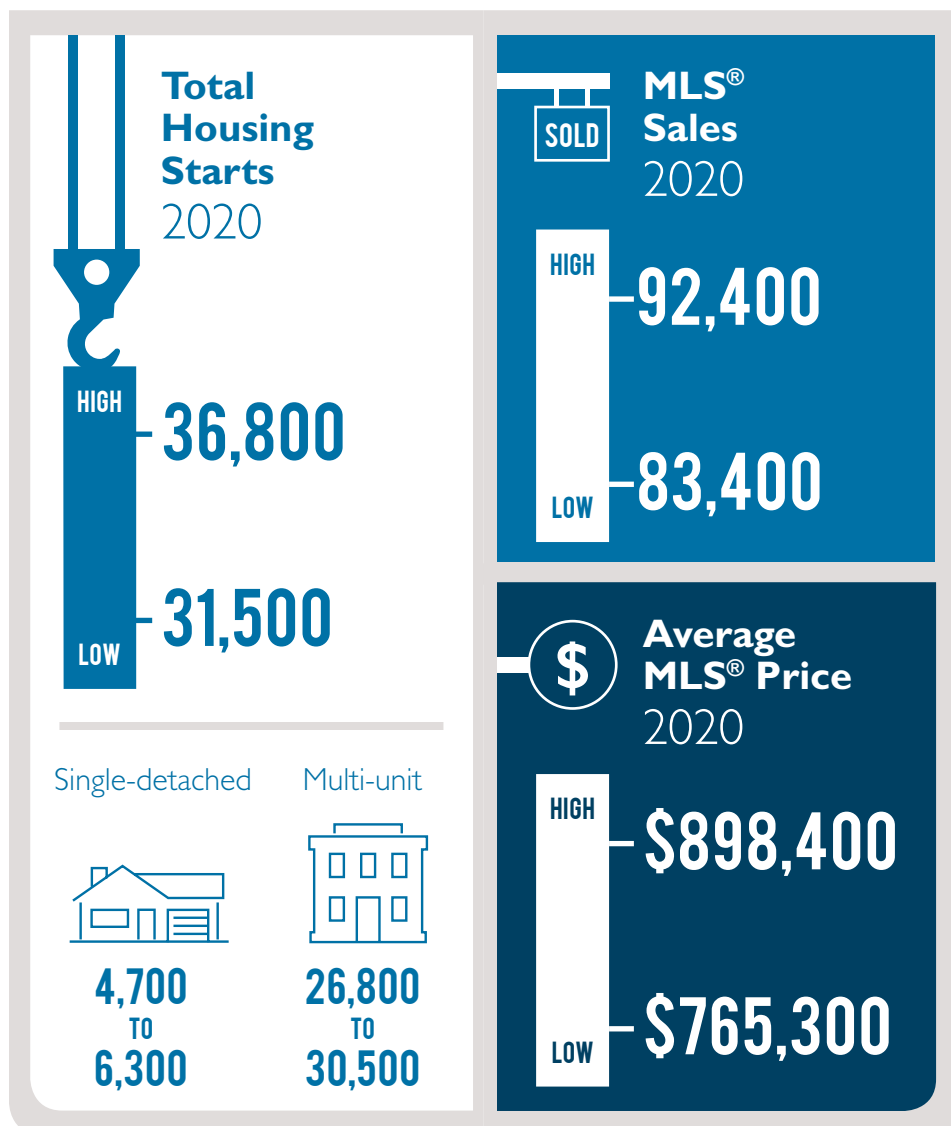 Total
Housing
Starts
2020
HIGH
36,800
31,500
LOW
Single-detached
4,700
TO
6,300
Multi-unit
26,800
TO
30,500
SOLD
MLS®
Sales
2020
HIGH
92,400
83,400
LOW
$
Average
MLS® Price
2020
HIGH
$898,400
$765,300
LOW